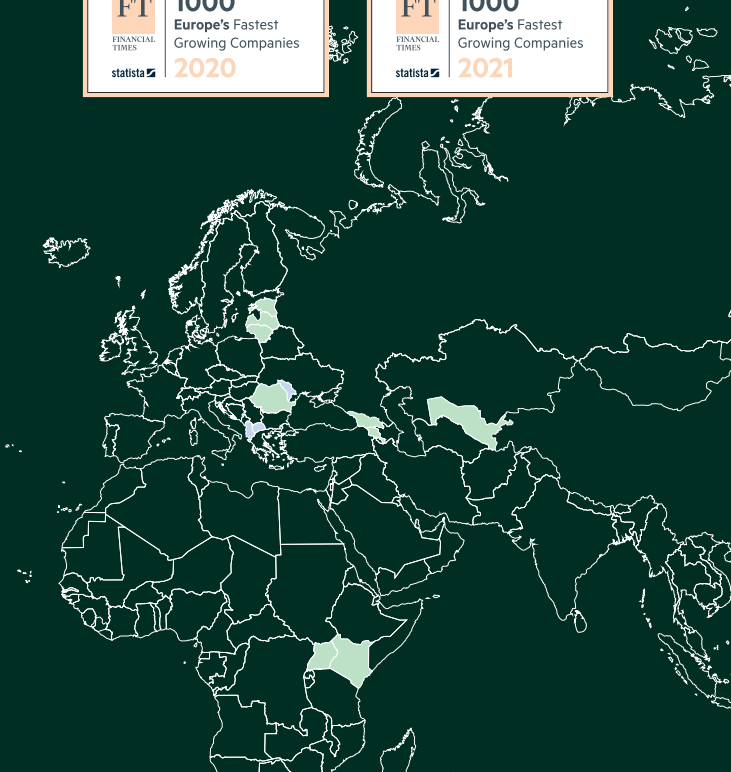 FT
1000
Europe's Fastest
Growing Companies
FINANCIAL
TIMES
statista
2020
FT
1000
Europe's Fastest
Growing Companies
FINANCIAL
TIMES
statista
2021